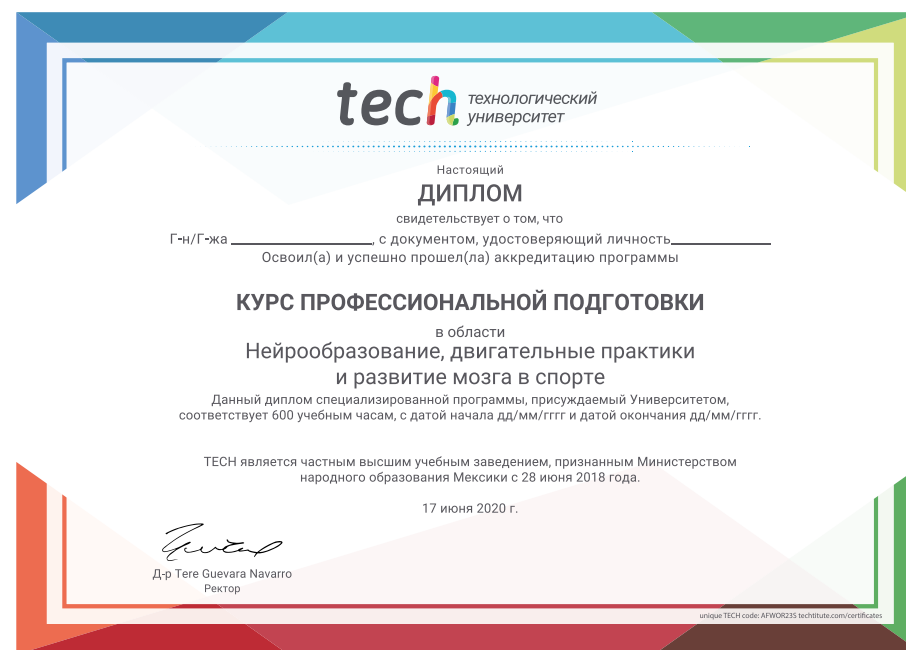 tech технологический
университет
Настоящий
ДИПЛОМ
свидетельствует о том, что
Г-н/Г-жа ____________________, с документом, удостоверяющий личность______________
Освоил(а) и успешно прошел(ла) аккредитацию программы
КУРС ПРОФЕССИОНАЛЬНОЙ ПОДГОТОВКИ
в области
Нейрообразование, двигательные практики
и развитие мозга в спорте
Данный диплом специализированной программы, присуждаемый Университетом,
соответствует 600 учебным часам, с датой начала дд/мм/гггг и датой окончания дд/мм/гггг.
TECH является частным высшим учебным заведением, признанным Министерством
народного образования Мексики с 28 июня 2018 года.
17 июня 2020 г.
Д-р Tere Guevara Navarro
Ректор
unique TECH code: AFWOR235 techtitute.com/certificates